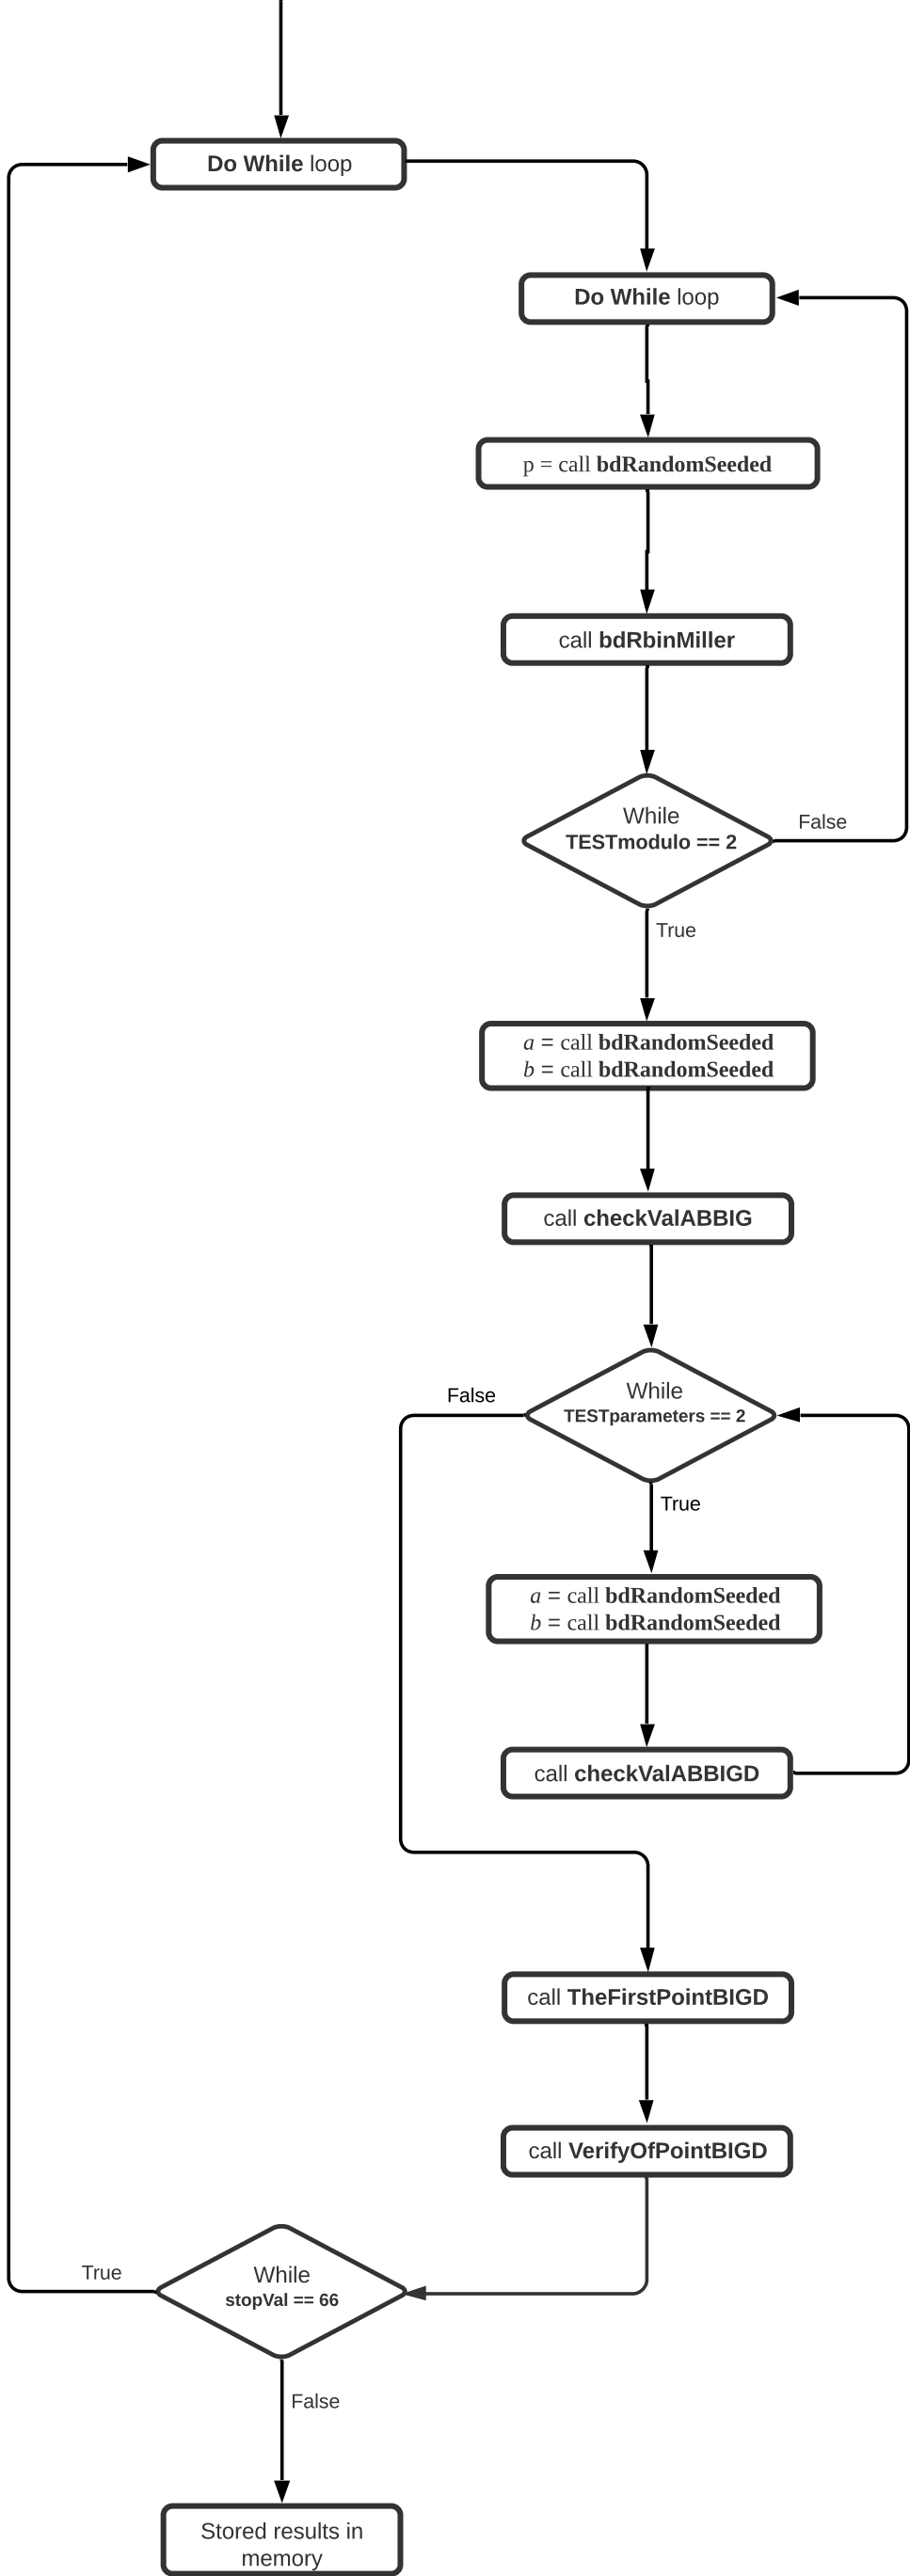 Do While loop
Do While loop
p = call bdRandomSeeded
call bdRbinMiller
While
TESTmodulo == 2
False
True
a = call bdRandomSeeded
b = call bdRandomSeeded
call checkValABBIG
While
TESTparameters == 2
False
True
a = call bdRandomSeeded
b = call bdRandomSeeded
call checkValABBIGD
call TheFirstPointBIGD
call VerifyOfPointBIGD
True
While
stopVal == 66
False
Stored results in
memory